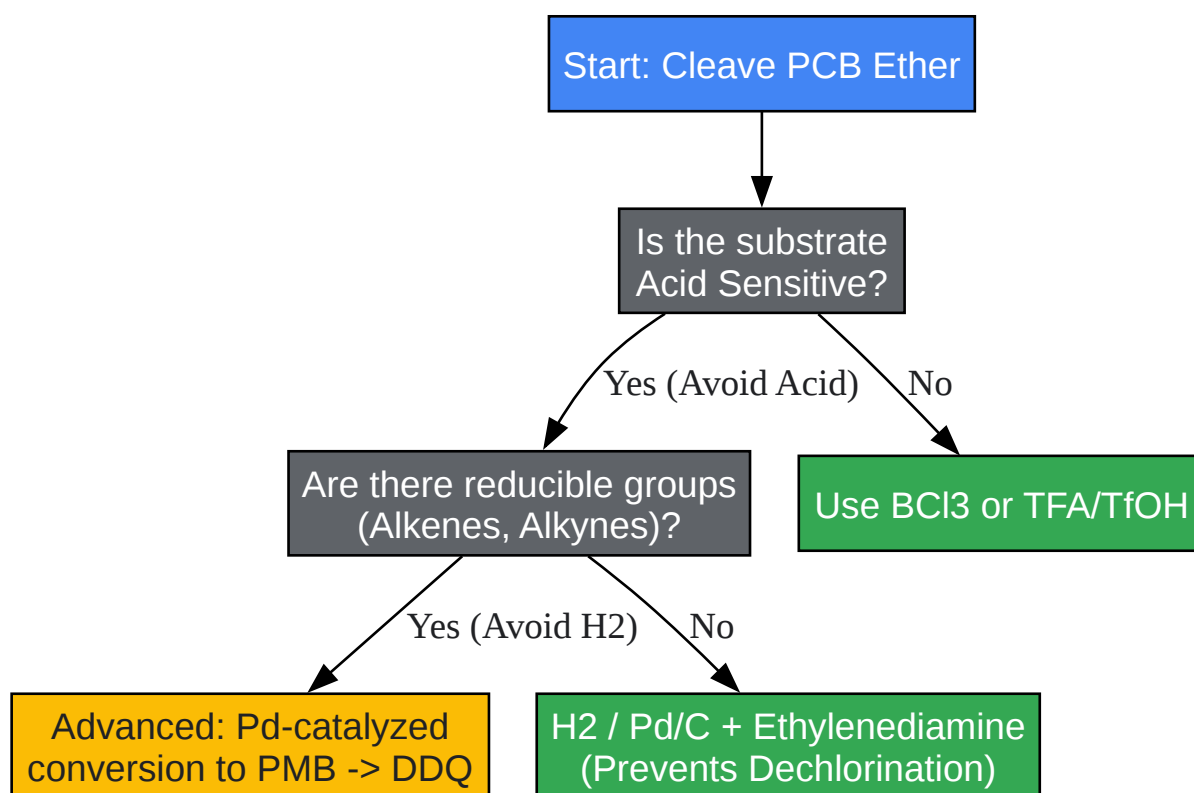 Start: Cleave PCB Ether
Is the substrate
Acid Sensitive?
Yes (Avoid Acid)
No
Are there reducible groups
(Alkenes, Alkynes)?
Use BCl3 or TFA/TfOH
Yes (Avoid H2)
No
Advanced: Pd-catalyzed
conversion to PMB -> DDQ
H2 / Pd/C + Ethylenediamine
(Prevents Dechlorination)